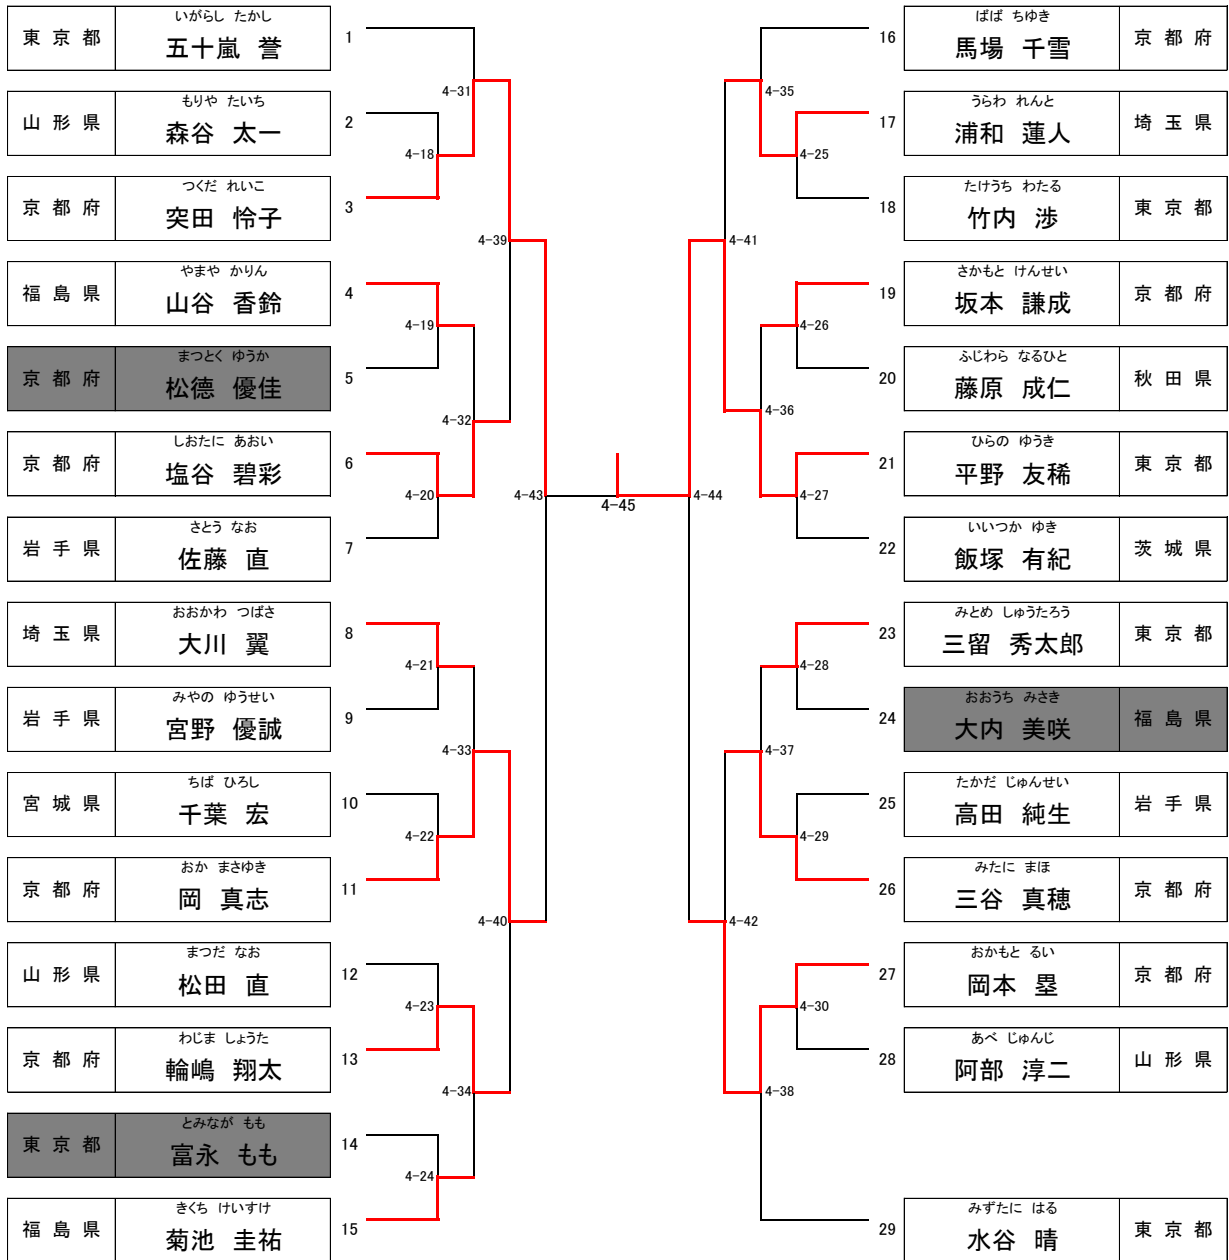 いがらし たかし
東京都 五十嵐 誉 1
もりや たいち
山形県 森谷 太一 2
つくだ れいこ
京都府 突田 怜子 3
やまや かりん
福島県 山谷 香鈴 4
まつとく ゆうか
京都府 松德 優佳 5
しおたに あおい
京都府 塩谷 碧彩 6
さとう なお
岩手県 佐藤 直 7
おおかわ つばさ
埼玉県 大川 翼 8
みやの ゆうせい
岩手県 宮野 優誠 9
ちば ひろし
宮城県 千葉 宏 10
おか まさゆき
京都府 岡 真志 11
まつだ なお
山形県 松田 直 12
わじま しょうた
京都府 輪嶋 翔太 13
とみなが もも
東京都 富永 もも 14
きくち けいすけ
福島県 菊池 圭祐 15
4-31
4-18
4-39
4-19
4-32
4-20
4-43
4-21
4-33
4-22
4-40
4-23
4-34
4-24
4-45
4-35
4-25
4-41
4-26
4-36
4-27
4-44
4-28
4-37
4-29
4-42
4-30
4-38
ばば ちゆき
16 馬場 千雪 京都府
うらわ れんと
17 浦和 蓮人 埼玉県
たけうち わたる
18 竹内 渉 東京都
さかもと けんせい
19 坂本 謙成 京都府
ふじわら なるひと
20 藤原 成仁 秋田県
ひらの ゆうき
21 平野 友稀 東京都
いいつか ゆき
22 飯塚 有紀 茨城県
みとめ しゅうたろう
23 三留 秀太郎 東京都
おおうち みさき
24 大内 美咲 福島県
たかだ じゅんせい
25 高田 純生 岩手県
みたに まほ
26 三谷 真穂 京都府
おかもと るい
27 岡本 塁 京都府
あべ じゅんじ
28 阿部 淳二 山形県
みずたに はる
29 水谷 晴 東京都